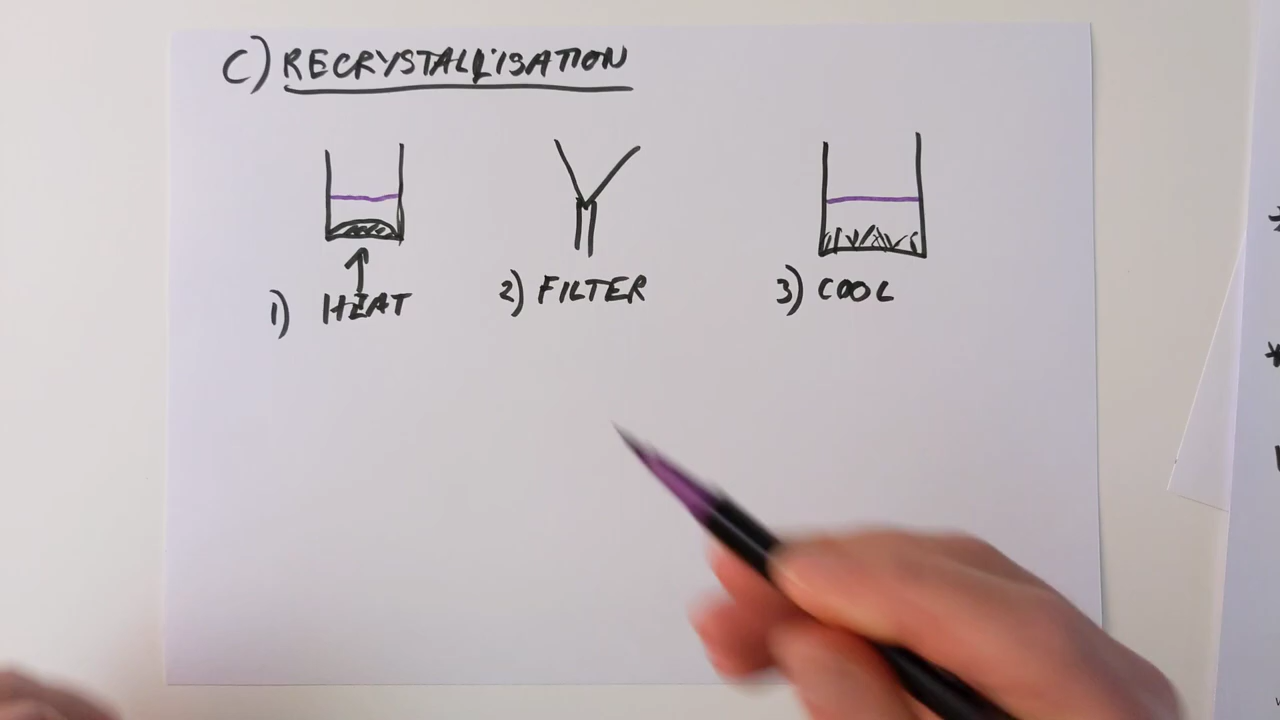 C) RECRYSTALLISATION
1) HEAT
2) FILTER
3) COOL